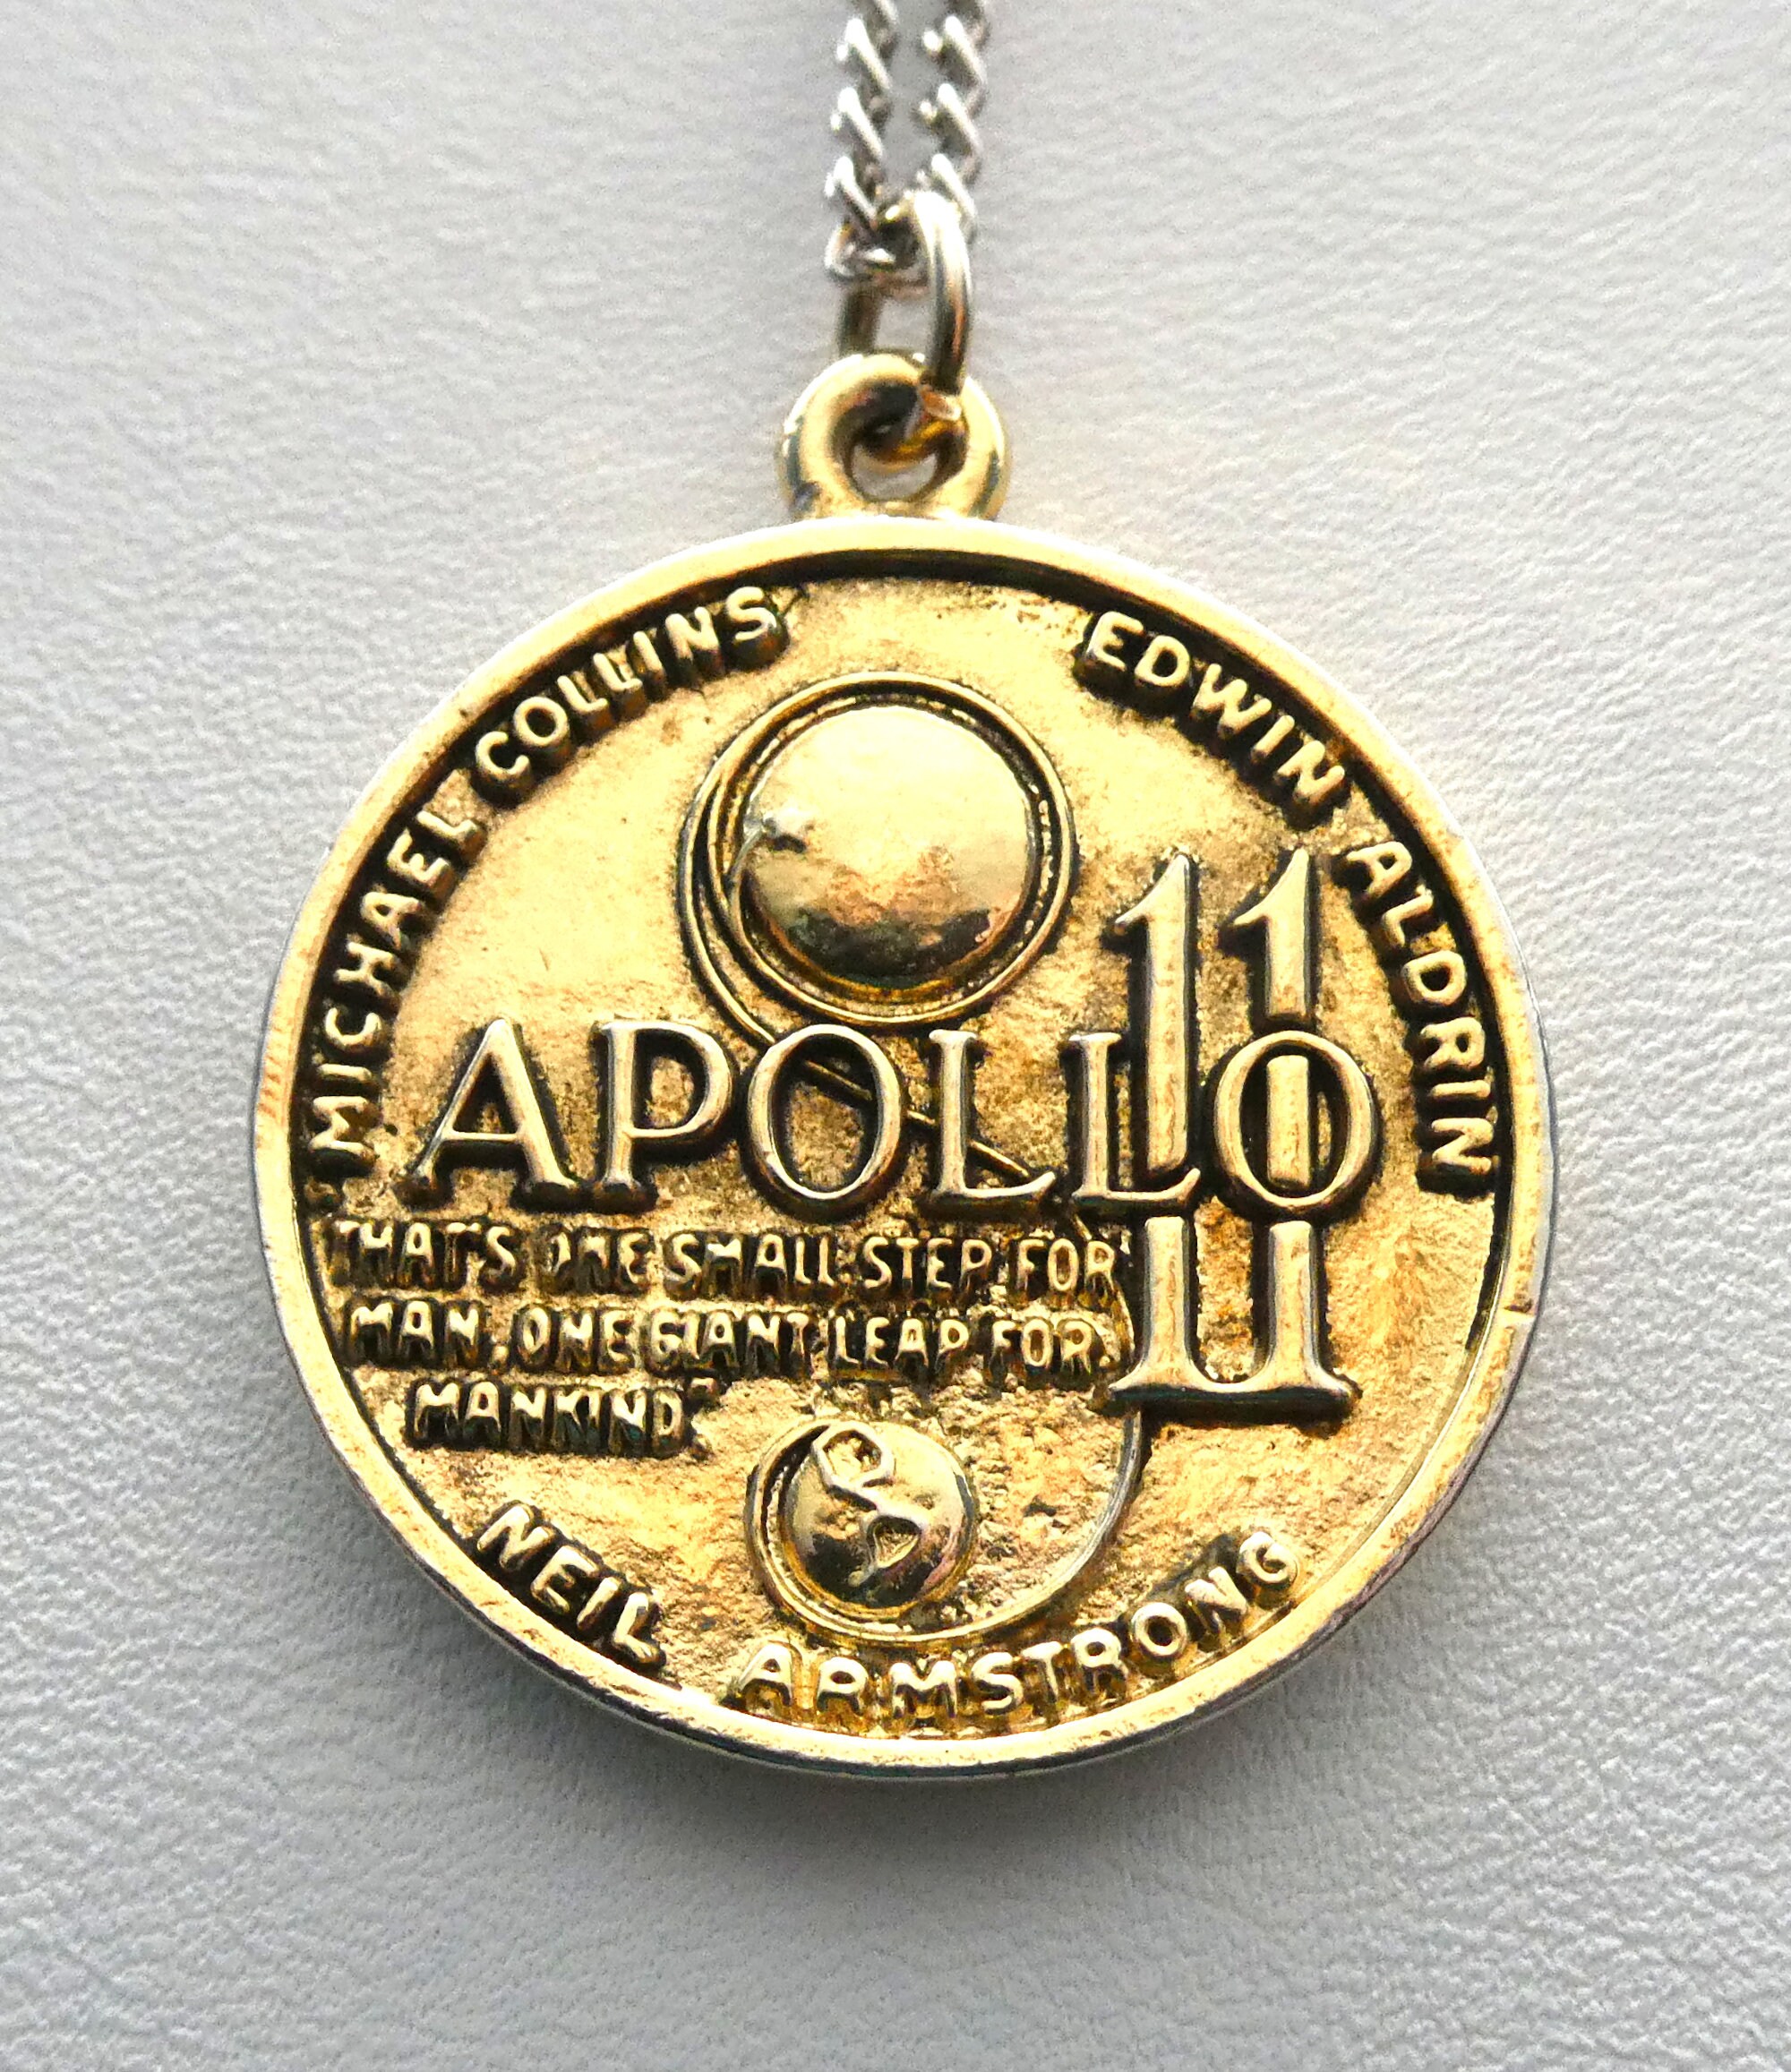 MICHAEL COLLINS
EDWIN ALDRIN
11
APOLLO
"THAT'S ONE SMALL STEP FOR
MAN, ONE GIANT LEAP FOR
MANKIND"
NEIL ARMSTRONG